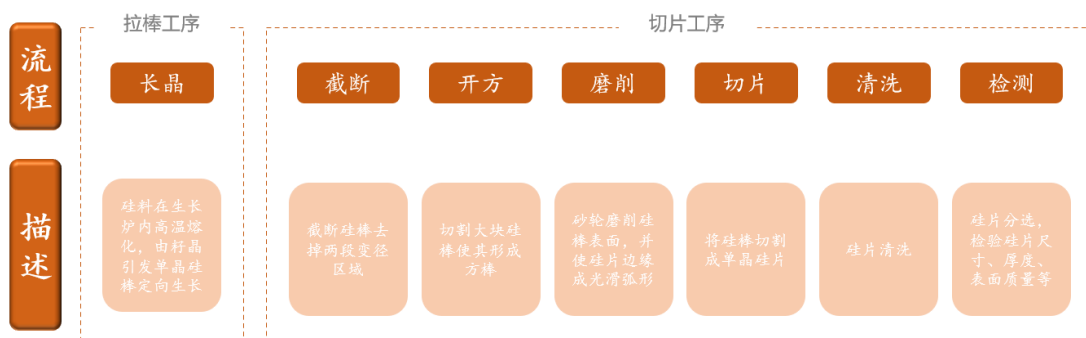 拉棒工序
切片工序
流程
长晶
截断
开方
磨削
切片
清洗
检测
描述
硅料在生长
炉内高温熔
化，由籽晶
引发单晶硅
棒定向生长
截断硅棒去
掉两段变径
区域
切割大块硅
棒使其形成
方棒
砂轮磨削硅
棒表面，并
使硅片边缘
成光滑弧形
将硅棒切割
成单晶硅片
硅片清洗
硅片分选，
检验硅片尺
寸、厚度、
表面质量等